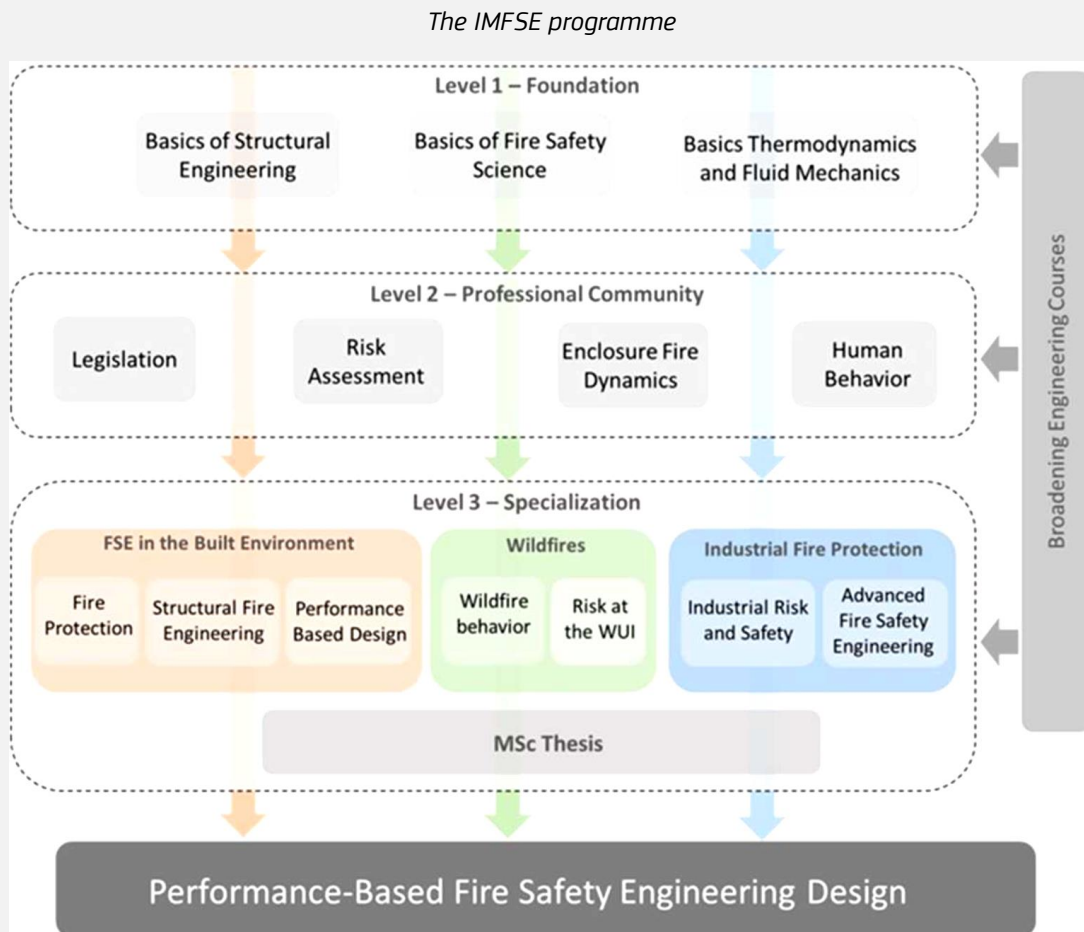 The IMFSE programme
Level 1 – Foundation
Basics of Structural
Engineering
Basics of Fire Safety
Science
Basics Thermodynamics
and Fluid Mechanics
Level 2 – Professional Community
Legislation
Risk
Assessment
Enclosure Fire
Dynamics
Human
Behavior
Level 3 – Specialization
FSE in the Built Environment
Fire
Protection
Structural Fire
Engineering
Performance
Based Design
Wildfires
Wildfire
behavior
Risk at
the WUI
Industrial Fire Protection
Industrial Risk
and Safety
Advanced
Fire Safety
Engineering
MSc Thesis
Broadening Engineering Courses
Performance-Based Fire Safety Engineering Design